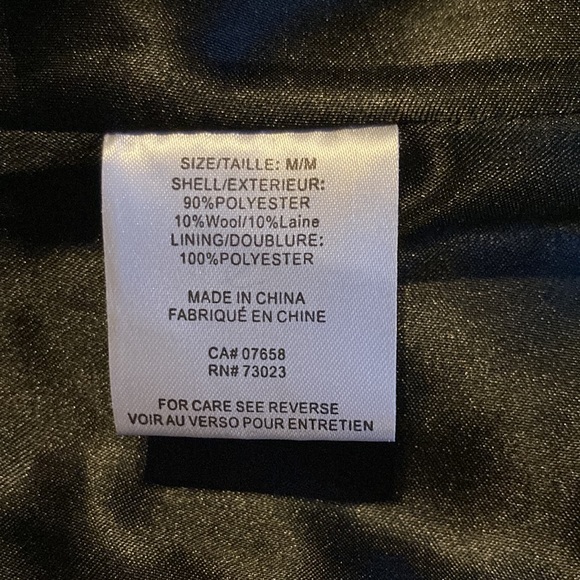 SIZE/TAILLE: M/M
SHELL/EXTERIEUR:
90%POLYESTER
10%Wool/10%Laine
LINING/DOUBLURE:
100%POLYESTER
MADE IN CHINA
FABRIQUÉ EN CHINE
CA# 07658
RN# 73023
FOR CARE SEE REVERSE
VOIR AU VERSO POUR ENTRETIEN